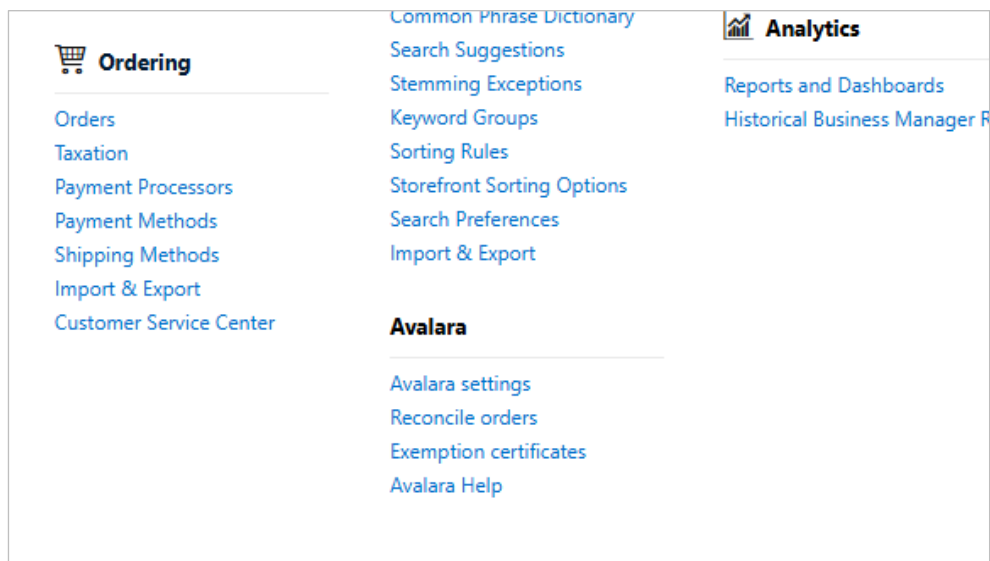 Ordering
Orders
Taxation
Payment Processors
Payment Methods
Shipping Methods
Import & Export
Customer Service Center
Common Phrase Dictionary
Search Suggestions
Stemming Exceptions
Keyword Groups
Sorting Rules
Storefront Sorting Options
Search Preferences
Import & Export
Avalara
Avalara settings
Reconcile orders
Exemption certificates
Avalara Help
Analytics
Reports and Dashboards
Historical Business Manager